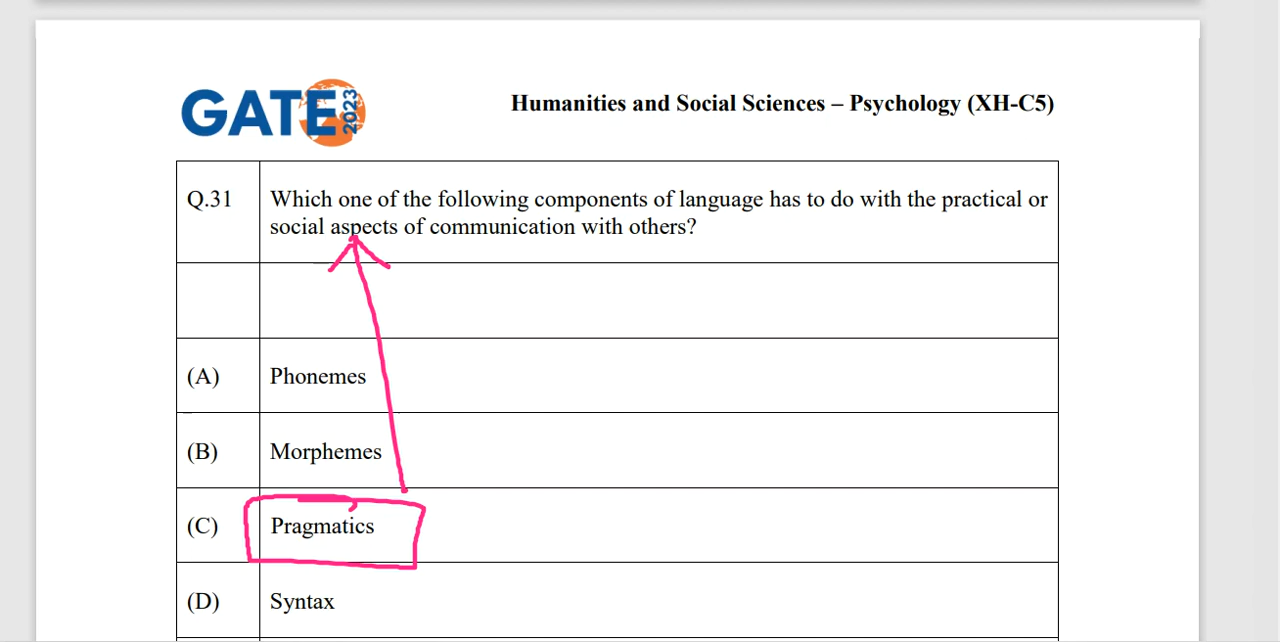 GATE 2023
Humanities and Social Sciences – Psychology (XH-C5)
Q.31 Which one of the following components of language has to do with the practical or
social aspects of communication with others?
(A) Phonemes
(B) Morphemes
(C) Pragmatics
(D) Syntax